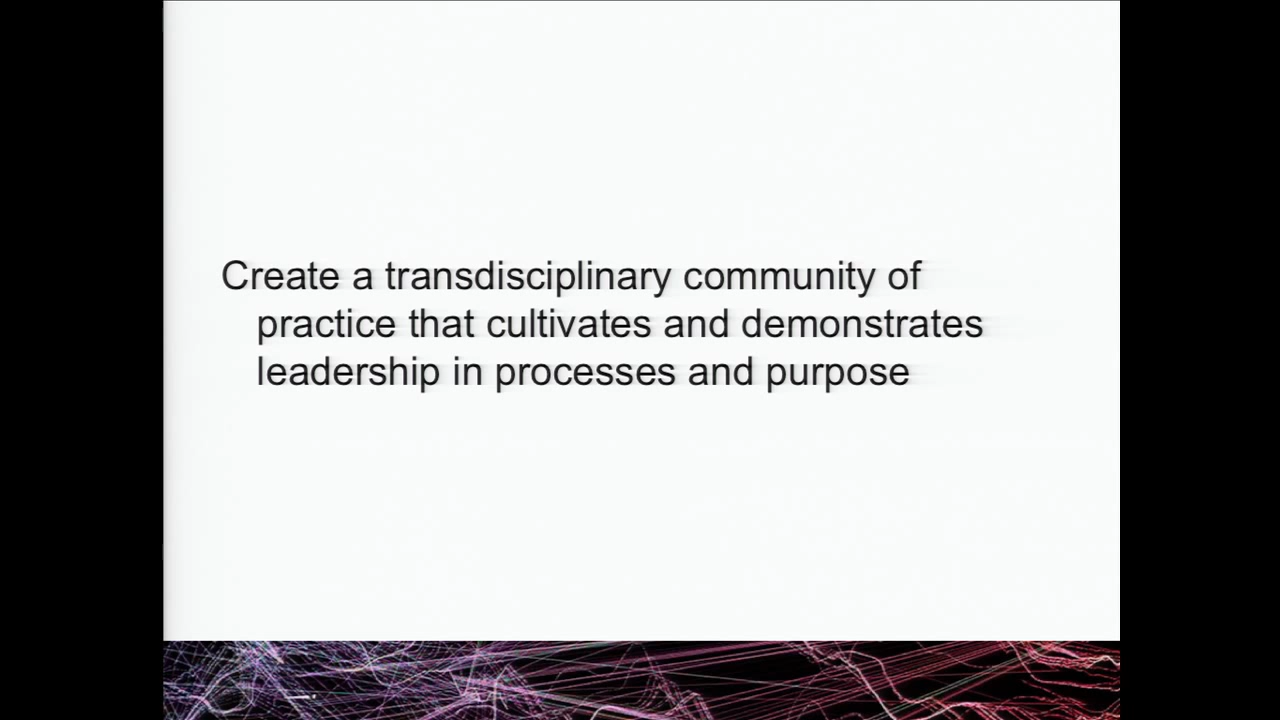 Create a transdisciplinary community of
practice that cultivates and demonstrates
leadership in processes and purpose